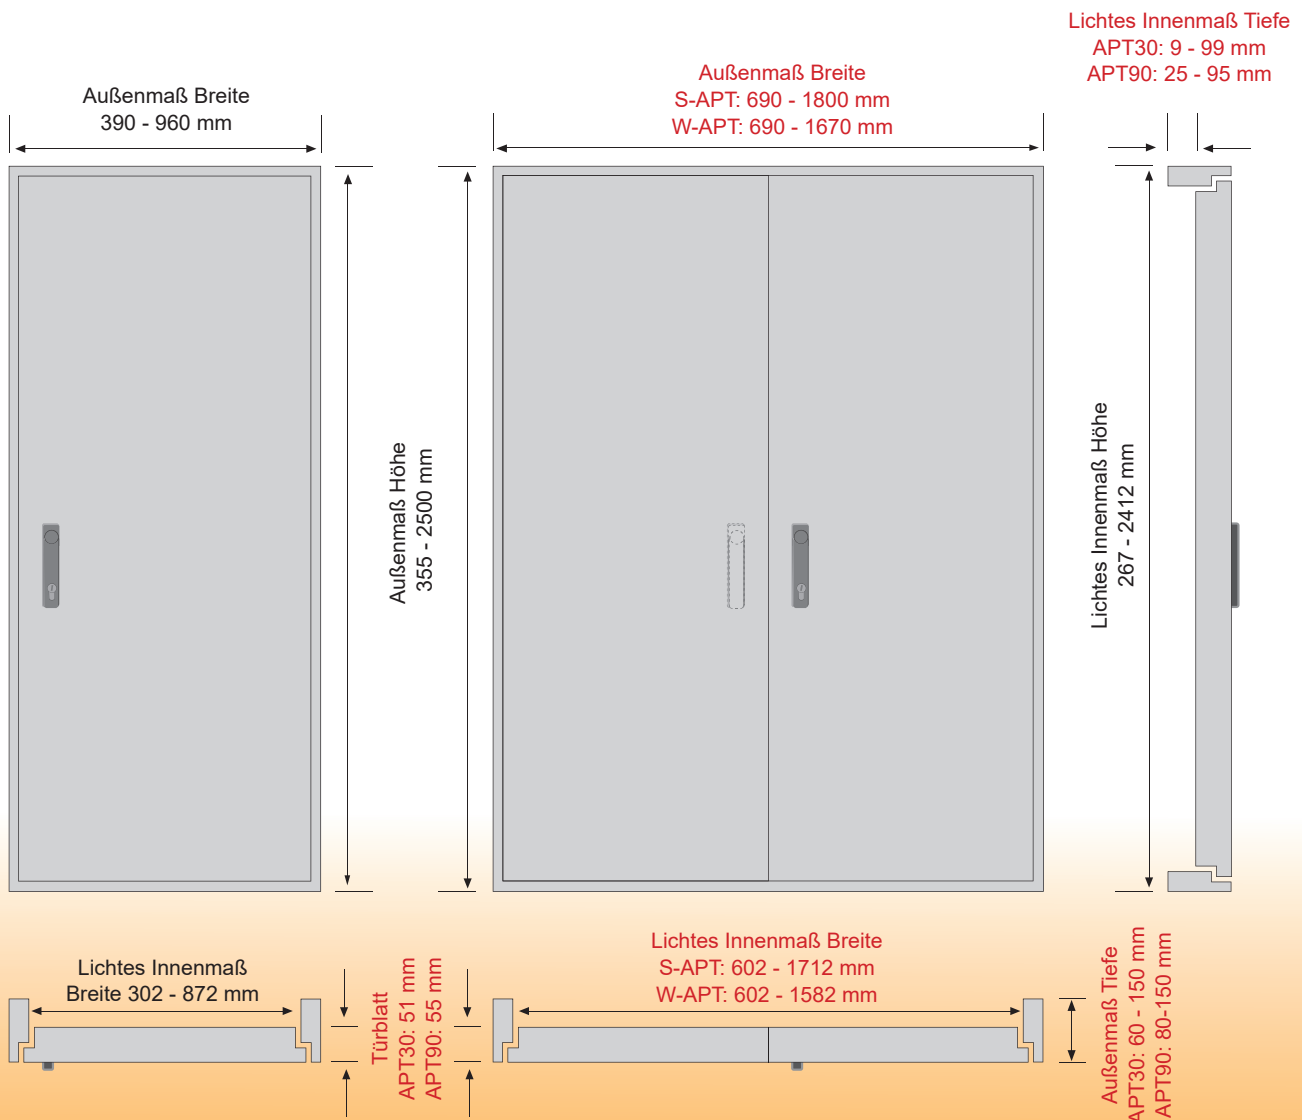 Lichtes Innenmaß Tiefe
APT30: 9 - 99 mm
APT90: 25 - 95 mm
Außenmaß Breite
390 - 960 mm
Außenmaß Breite
S-APT: 690 - 1800 mm
W-APT: 690 - 1670 mm
Außenmaß Höhe
355 - 2500 mm
Lichtes Innenmaß Höhe
267 - 2412 mm
Lichtes Innenmaß
Breite 302 - 872 mm
Türblatt
APT30: 51 mm
APT90: 55 mm
Lichtes Innenmaß Breite
S-APT: 602 - 1712 mm
W-APT: 602 - 1582 mm
Außenmaß Tiefe
APT30: 60 - 150 mm
APT90: 80-150 mm